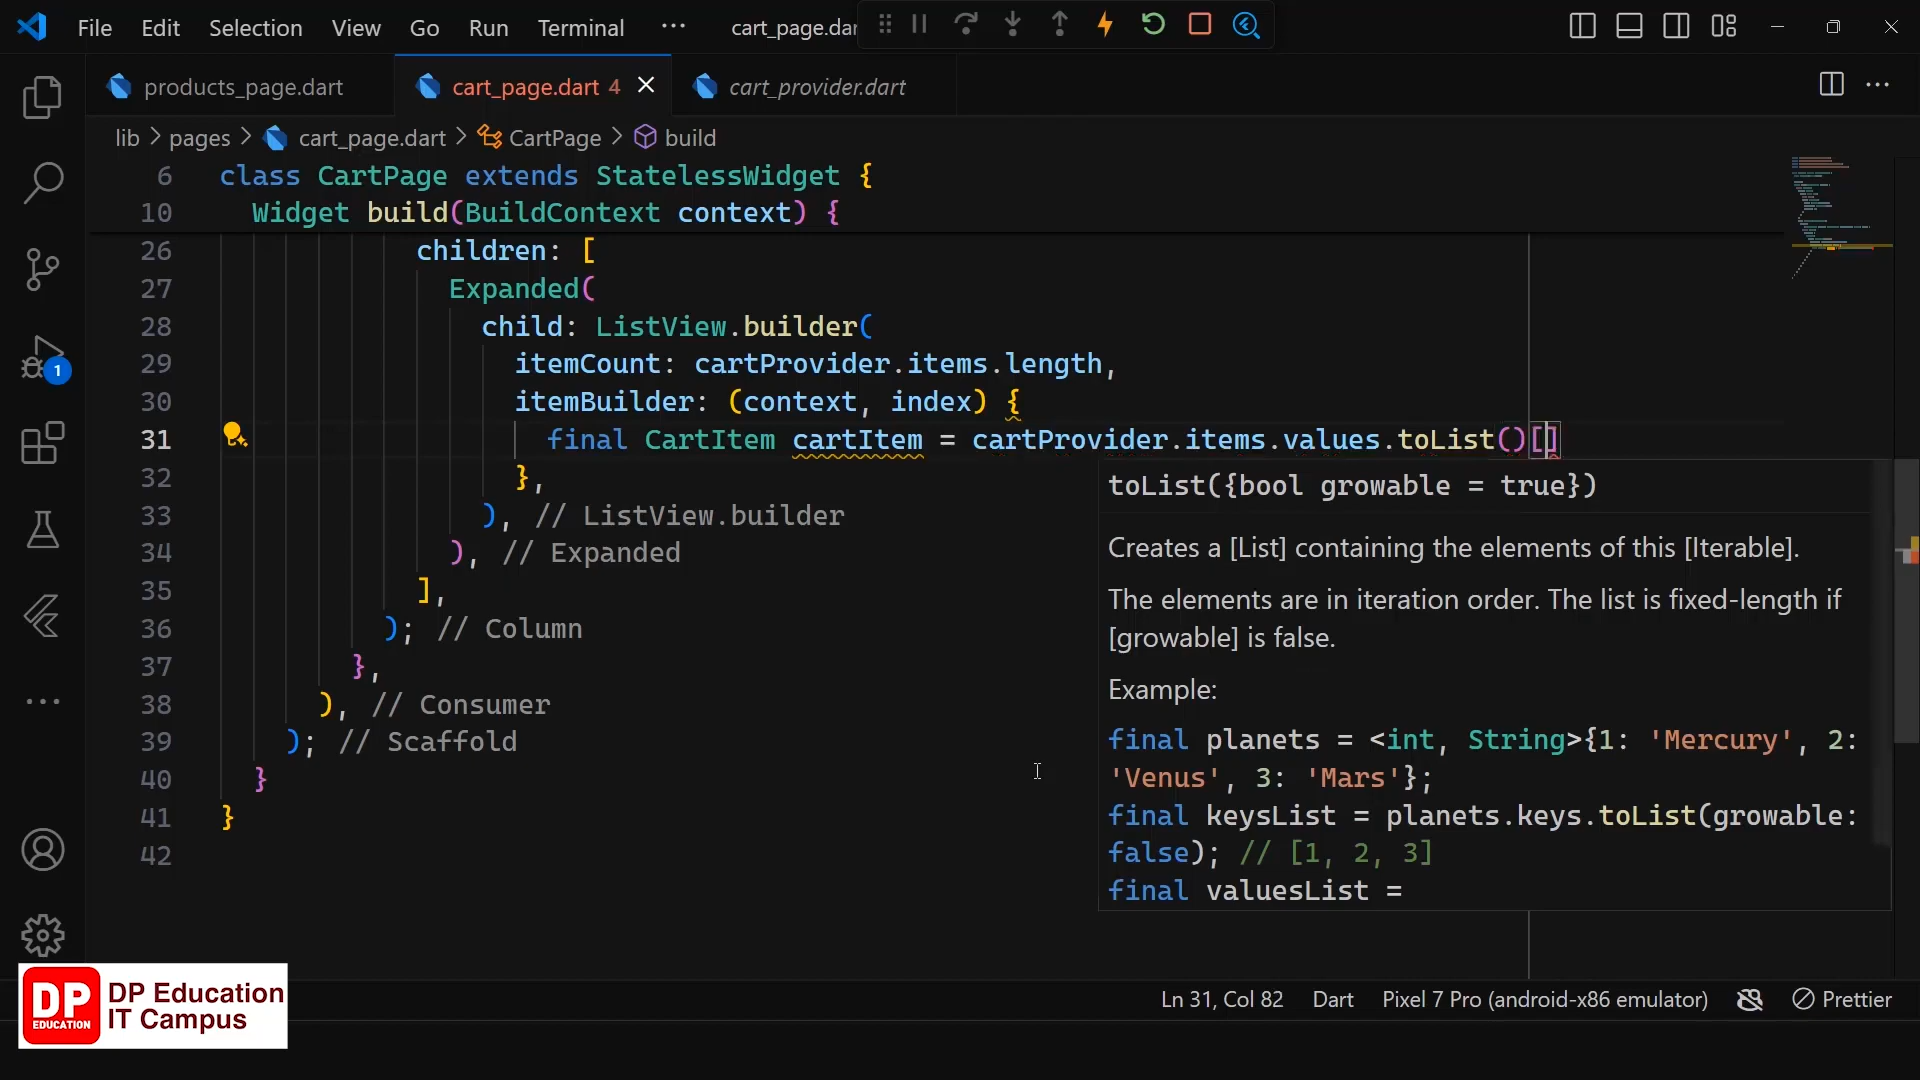 File Edit Selection View Go Run Terminal ··· cart_page.dar
products_page.dart cart_page.dart 4 cart_provider.dart
lib > pages > cart_page.dart > CartPage > build
6 class CartPage extends StatelessWidget {
10 Widget build(BuildContext context) {
26 children: [
27 Expanded(
28 child: ListView.builder(
29 itemCount: cartProvider.items.length,
30 itemBuilder: (context, index) {
31 final CartItem cartItem = cartProvider.items.values.toList()[]
32 },
33 ), // ListView.builder
34 ), // Expanded
35 ],
36 ); // Column
37 },
38 ), // Consumer
39 ); // Scaffold
40 }
41 }
42
toList({bool growable = true})
Creates a [List] containing the elements of this [Iterable].
The elements are in iteration order. The list is fixed-length if
[growable] is false.
Example:
final planets = <int, String>{1: 'Mercury', 2:
'Venus', 3: 'Mars'};
final keysList = planets.keys.toList(growable:
false); // [1, 2, 3]
final valuesList =
1
DP DP Education
EDUCATION IT Campus
Ln 31, Col 82 Dart Pixel 7 Pro (android-x86 emulator) Prettier